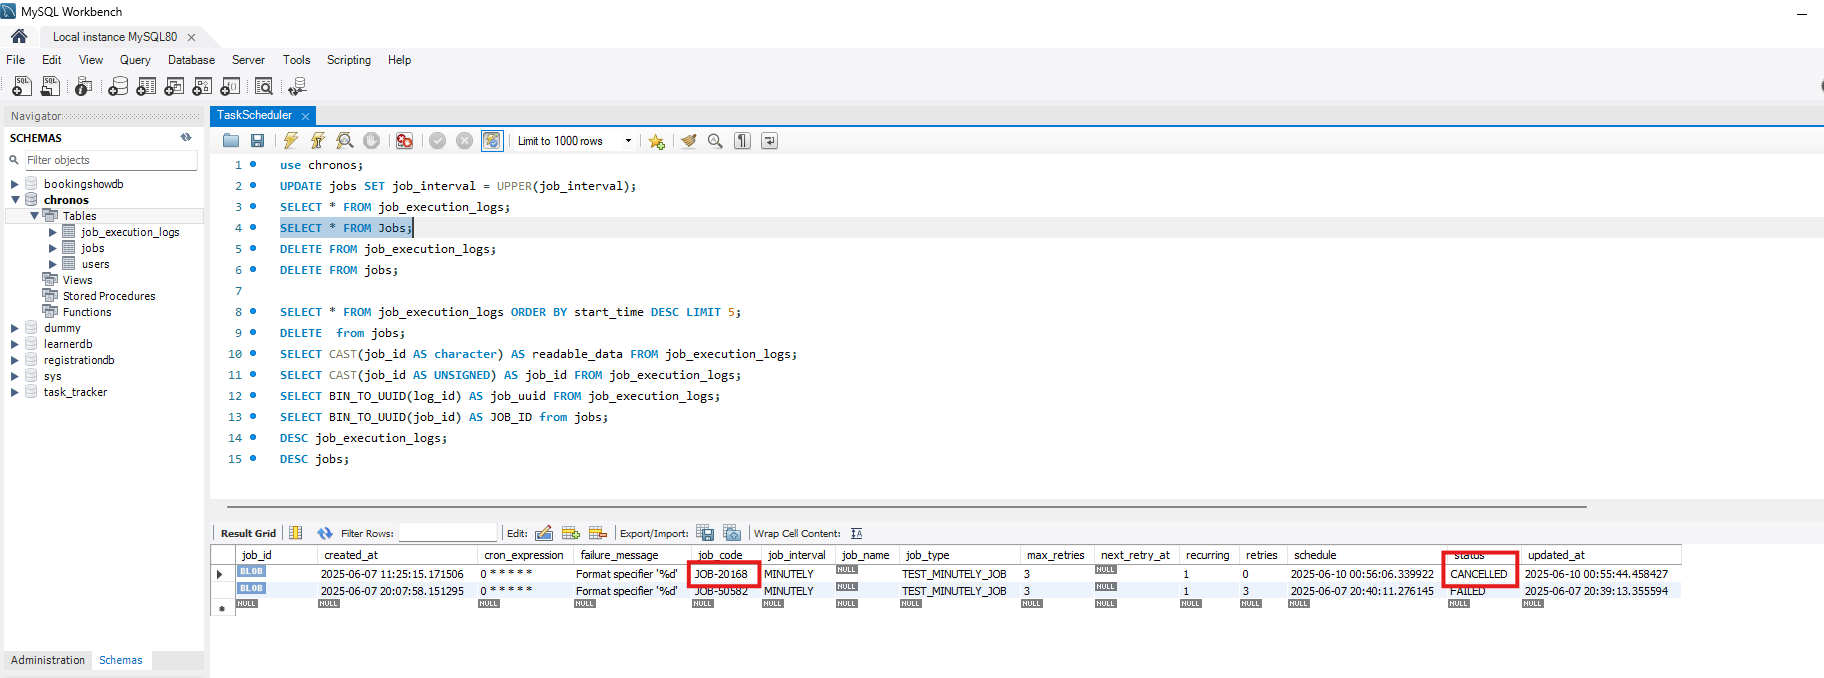 MySQL Workbench
Local instance MySQL80
File Edit View Query Database Server Tools Scripting Help
Navigator
SCHEMAS
Filter objects
bookingshowdb
chronos
Tables
job_execution_logs
jobs
users
Views
Stored Procedures
Functions
dummy
learnerdb
registrationdb
sys
task_tracker
Administration Schemas
TaskScheduler
Limit to 1000 rows
1 use chronos;
2 UPDATE jobs SET job_interval = UPPER(job_interval);
3 SELECT * FROM job_execution_logs;
4 SELECT * FROM Jobs;
5 DELETE FROM job_execution_logs;
6 DELETE FROM jobs;
7
8 SELECT * FROM job_execution_logs ORDER BY start_time DESC LIMIT 5;
9 DELETE  from jobs;
10 SELECT CAST(job_id AS character) AS readable_data FROM job_execution_logs;
11 SELECT CAST(job_id AS UNSIGNED) AS job_id FROM job_execution_logs;
12 SELECT BIN_TO_UUID(log_id) AS job_uuid FROM job_execution_logs;
13 SELECT BIN_TO_UUID(job_id) AS JOB_ID from jobs;
14 DESC job_execution_logs;
15 DESC jobs;
Result Grid Filter Rows: Edit: Export/Import: Wrap Cell Content:
job_id created_at cron_expression failure_message job_code job_interval job_name job_type max_retries next_retry_at recurring retries schedule status updated_at
BLOB 2025-06-07 11:25:15.171506 0 * * * * * Format specifier '%d' JOB-20168 MINUTELY NULL TEST_MINUTELY_JOB 3 NULL 1 0 2025-06-10 00:56:06.339922 CANCELLED 2025-06-10 00:55:44.458427
BLOB 2025-06-07 20:07:58.151295 0 * * * * * Format specifier '%d' JOB-50582 MINUTELY NULL TEST_MINUTELY_JOB 3 NULL 1 3 2025-06-07 20:40:11.276145 FAILED 2025-06-07 20:39:13.355594
NULL NULL NULL NULL NULL NULL NULL NULL NULL NULL NULL NULL NULL NULL NULL